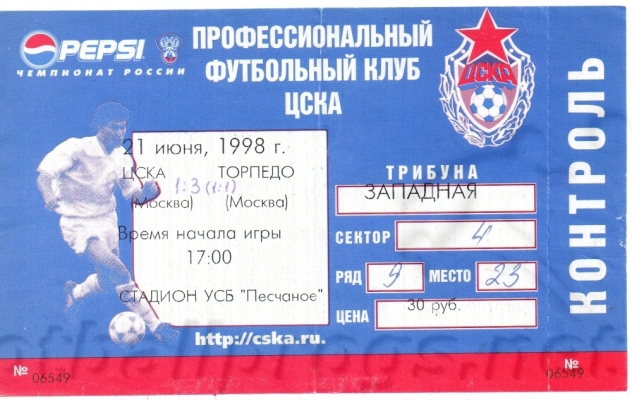 PEPSI
ЧЕМПИОНАТ РОССИИ
ПРОФЕССИОНАЛЬНЫЙ
ФУТБОЛЬНЫЙ КЛУБ
ЦСКА
ЦСКА
21 июня, 1998 г.
ЦСКА ТОРПЕДО
1:3 (1:1)
(Москва) (Москва)
Время начала игры
17:00
СТАДИОН УСБ "Песчаное"
http://cska.ru.
ТРИБУНА
ЗАПАДНАЯ
СЕКТОР 4
РЯД 9 МЕСТО 23
ЦЕНА 30 руб.
КОНТРОЛЬ
№ 06549
№ 06549